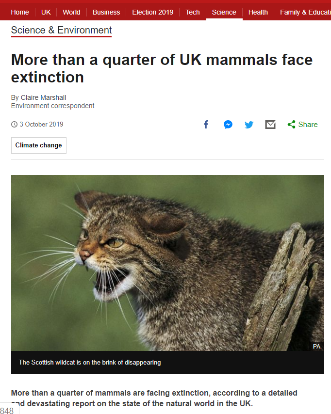 Home UK World Business Election 2019 Tech Science Health Family & Educati
Science & Environment
More than a quarter of UK mammals face
extinction
By Claire Marshall
Environment correspondent
3 October 2019
Share
Climate change
PA
The Scottish wildcat is on the brink of disappearing
More than a quarter of mammals are facing extinction, according to a detailed
and devastating report on the state of the natural world in the UK.
848